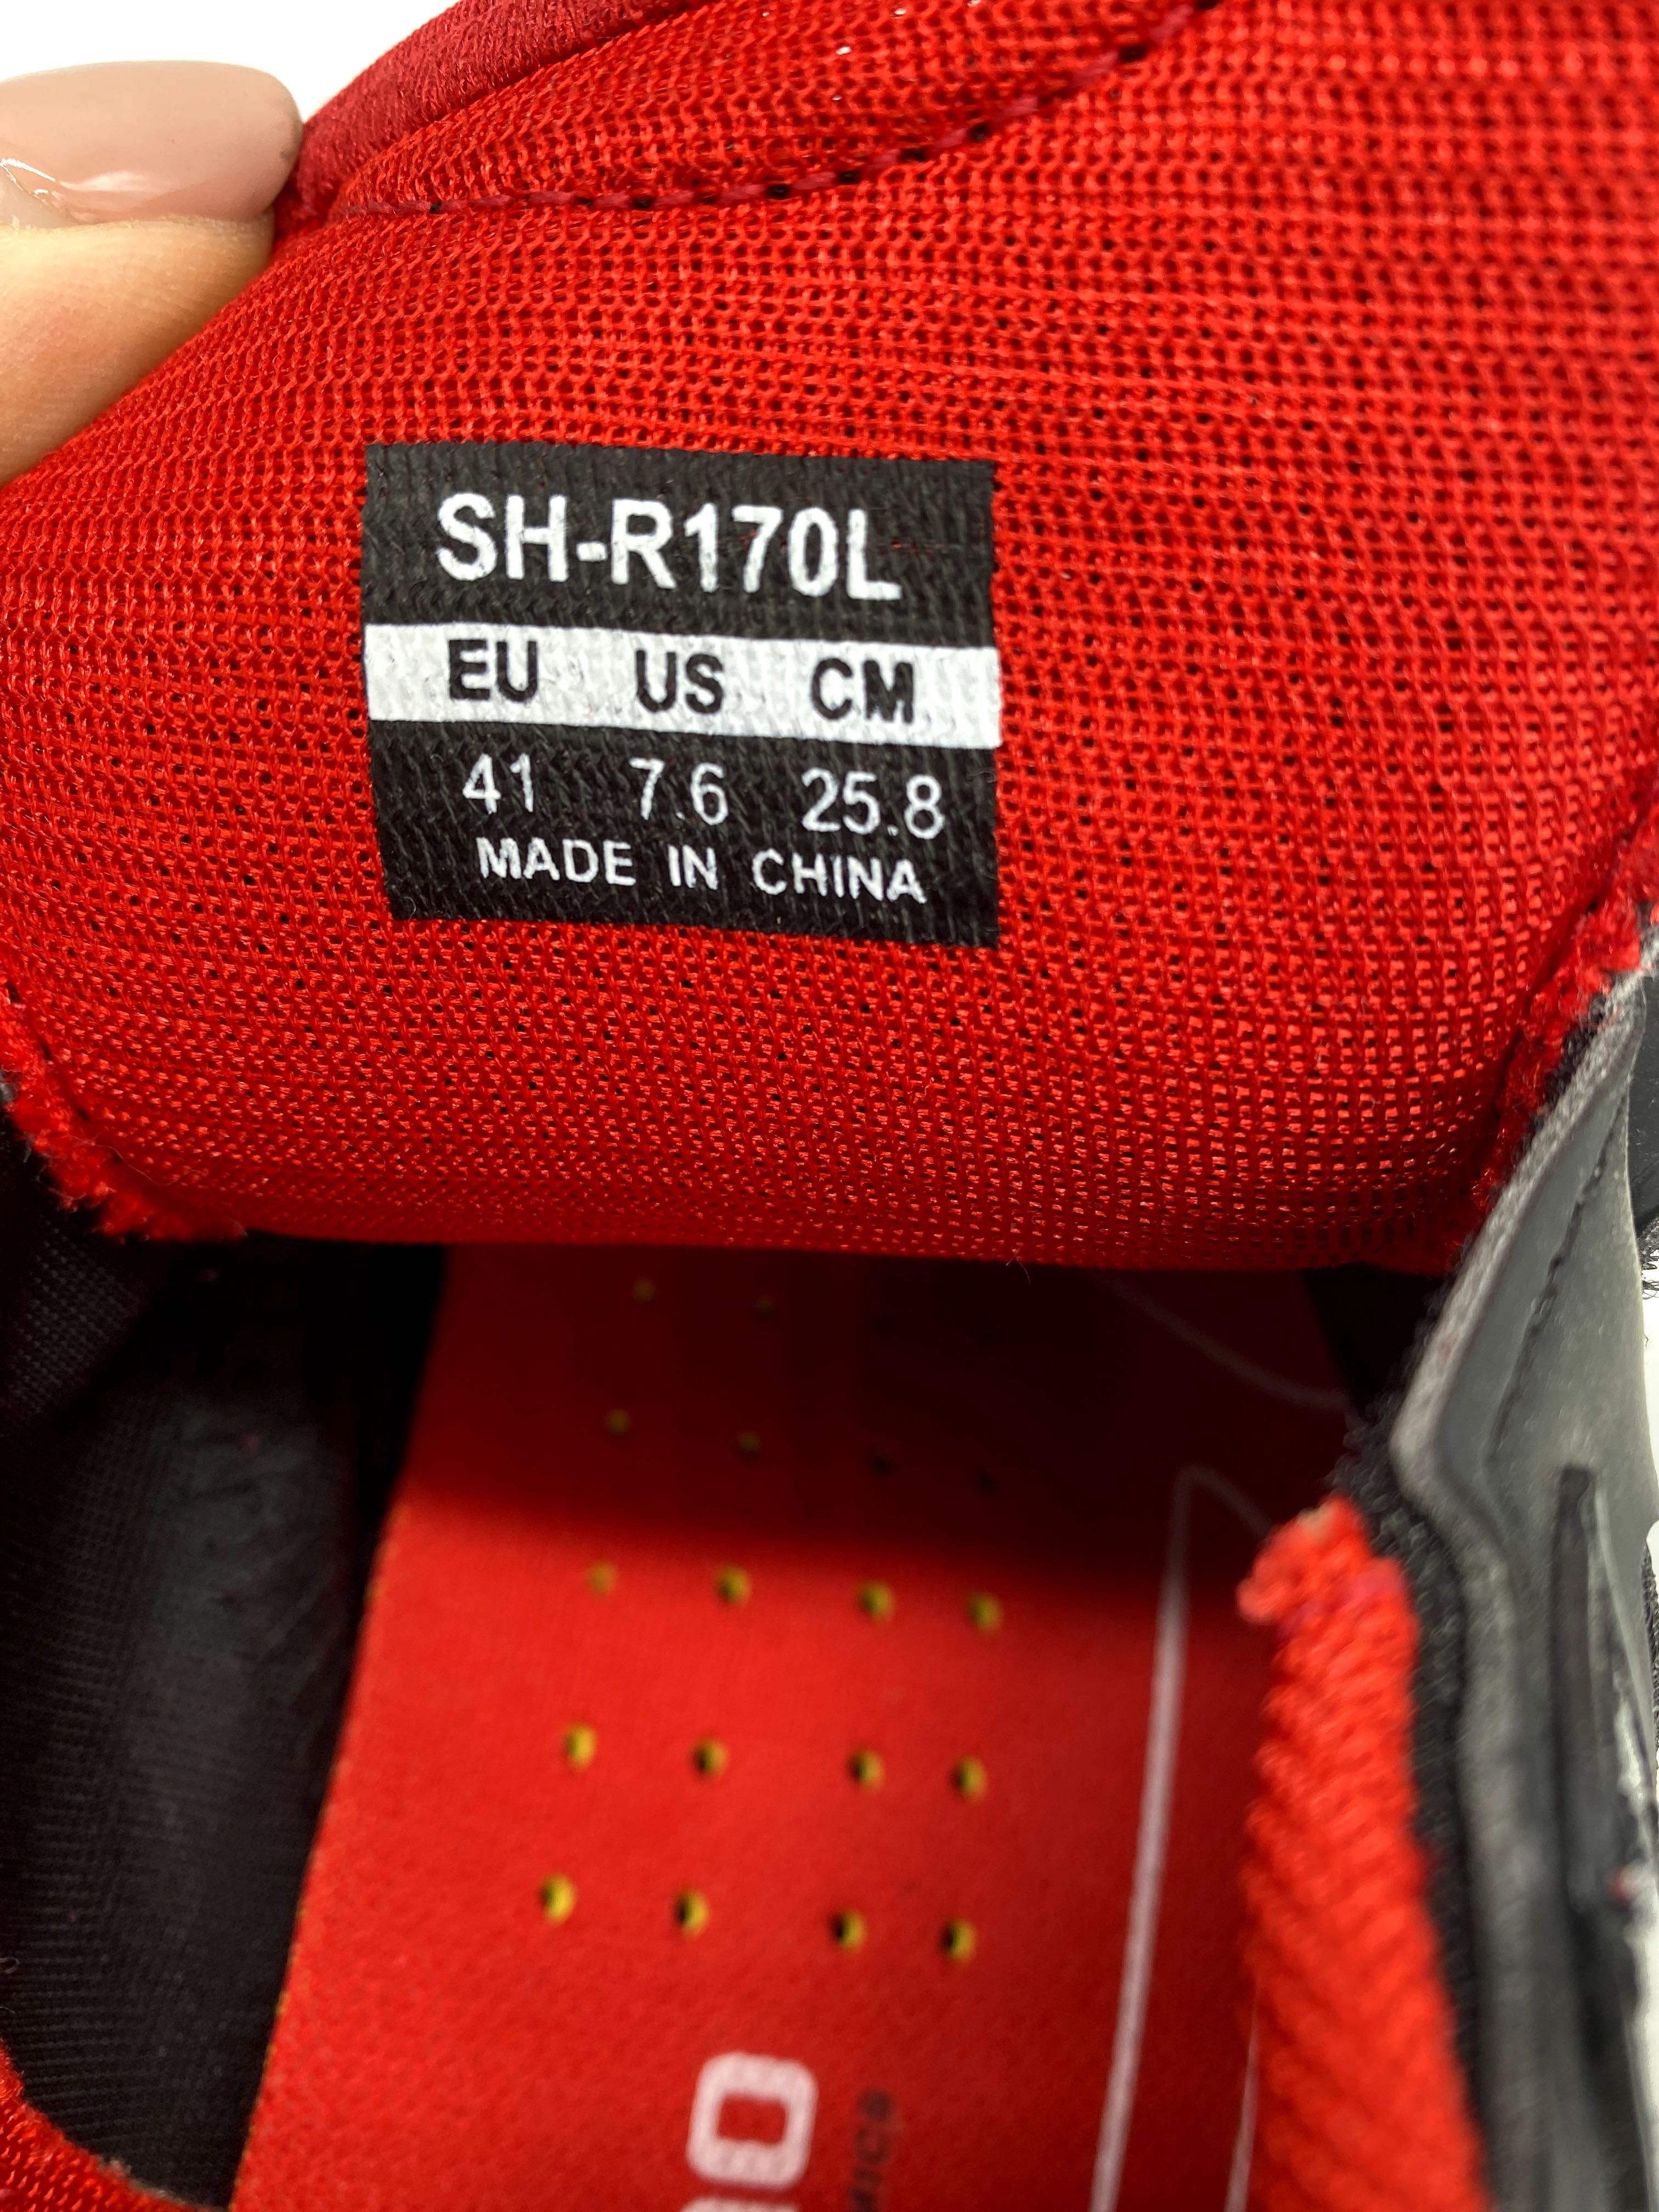 SH-R170L
EU US CM
41 7.6 25.8
MADE IN CHINA